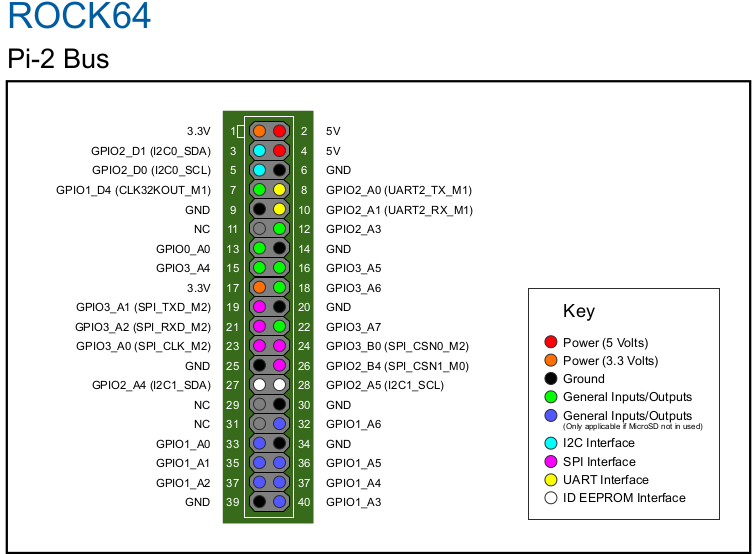 ROCK64
Pi-2 Bus
3.3V 1 2 5V
GPIO2_D1 (I2C0_SDA) 3 4 5V
GPIO2_D0 (I2C0_SCL) 5 6 GND
GPIO1_D4 (CLK32KOUT_M1) 7 8 GPIO2_A0 (UART2_TX_M1)
GND 9 10 GPIO2_A1 (UART2_RX_M1)
NC 11 12 GPIO2_A3
GPIO0_A0 13 14 GND
GPIO3_A4 15 16 GPIO3_A5
3.3V 17 18 GPIO3_A6
GPIO3_A1 (SPI_TXD_M2) 19 20 GND
GPIO3_A2 (SPI_RXD_M2) 21 22 GPIO3_A7
GPIO3_A0 (SPI_CLK_M2) 23 24 GPIO3_B0 (SPI_CSN0_M2)
GND 25 26 GPIO2_B4 (SPI_CSN1_M0)
GPIO2_A4 (I2C1_SDA) 27 28 GPIO2_A5 (I2C1_SCL)
NC 29 30 GND
NC 31 32 GPIO1_A6
GPIO1_A0 33 34 GND
GPIO1_A1 35 36 GPIO1_A5
GPIO1_A2 37 37 GPIO1_A4
GND 39 40 GPIO1_A3
Key
Power (5 Volts)
Power (3.3 Volts)
Ground
General Inputs/Outputs
General Inputs/Outputs
(Only applicable if MicroSD not in used)
I2C Interface
SPI Interface
UART Interface
ID EEPROM Interface